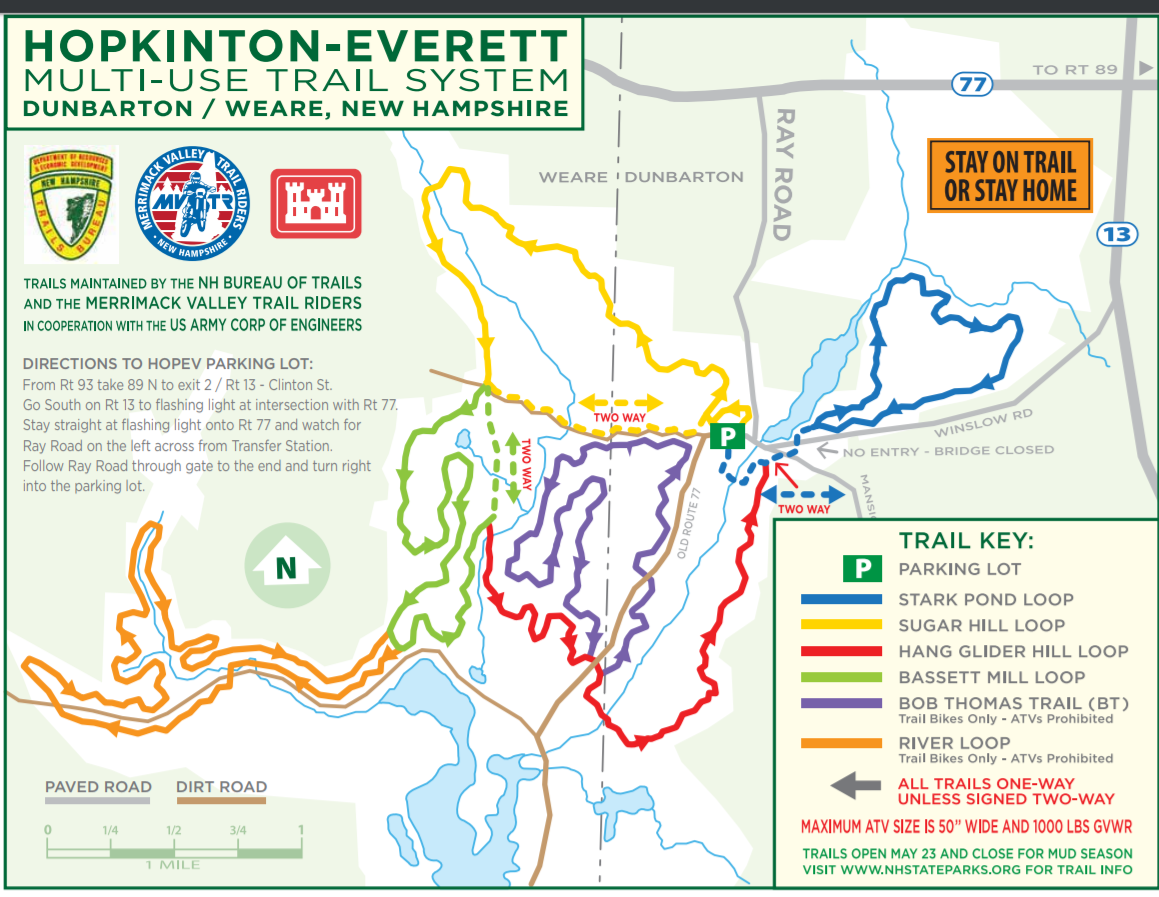 HOPKINTON-EVERETT
MULTI-USE TRAIL SYSTEM
DUNBARTON / WEARE, NEW HAMPSHIRE
DEPARTMENT OF RESOURCES
& ECONOMIC DEVELOPMENT
NEW HAMPSHIRE
TRAILS BUREAU
MERRIMACK VALLEY TRAIL RIDERS
MV TR
• NEW HAMPSHIRE •
TRAILS MAINTAINED BY THE NH BUREAU OF TRAILS
AND THE MERRIMACK VALLEY TRAIL RIDERS
IN COOPERATION WITH THE US ARMY CORP OF ENGINEERS
DIRECTIONS TO HOPEV PARKING LOT:
From Rt 93 take 89 N to exit 2 / Rt 13 - Clinton St.
Go South on Rt 13 to flashing light at intersection with Rt 77.
Stay straight at flashing light onto Rt 77 and watch for
Ray Road on the left across from Transfer Station.
Follow Ray Road through gate to the end and turn right
into the parking lot.
TO RT 89
77
RAY ROAD
WEARE
DUNBARTON
STAY ON TRAIL
OR STAY HOME
13
TWO WAY
TWO WAY
P
WINSLOW RD
NO ENTRY - BRIDGE CLOSED
MANSI
OLD ROUTE 77
TWO WAY
N
TRAIL KEY:
P PARKING LOT
STARK POND LOOP
SUGAR HILL LOOP
HANG GLIDER HILL LOOP
BASSETT MILL LOOP
BOB THOMAS TRAIL (BT)
Trail Bikes Only - ATVs Prohibited
RIVER LOOP
Trail Bikes Only - ATVs Prohibited
ALL TRAILS ONE-WAY
UNLESS SIGNED TWO-WAY
MAXIMUM ATV SIZE IS 50” WIDE AND 1000 LBS GVWR
TRAILS OPEN MAY 23 AND CLOSE FOR MUD SEASON
VISIT WWW.NHSTATEPARKS.ORG FOR TRAIL INFO
PAVED ROAD DIRT ROAD
0 1/4 1/2 3/4 1
1 MILE